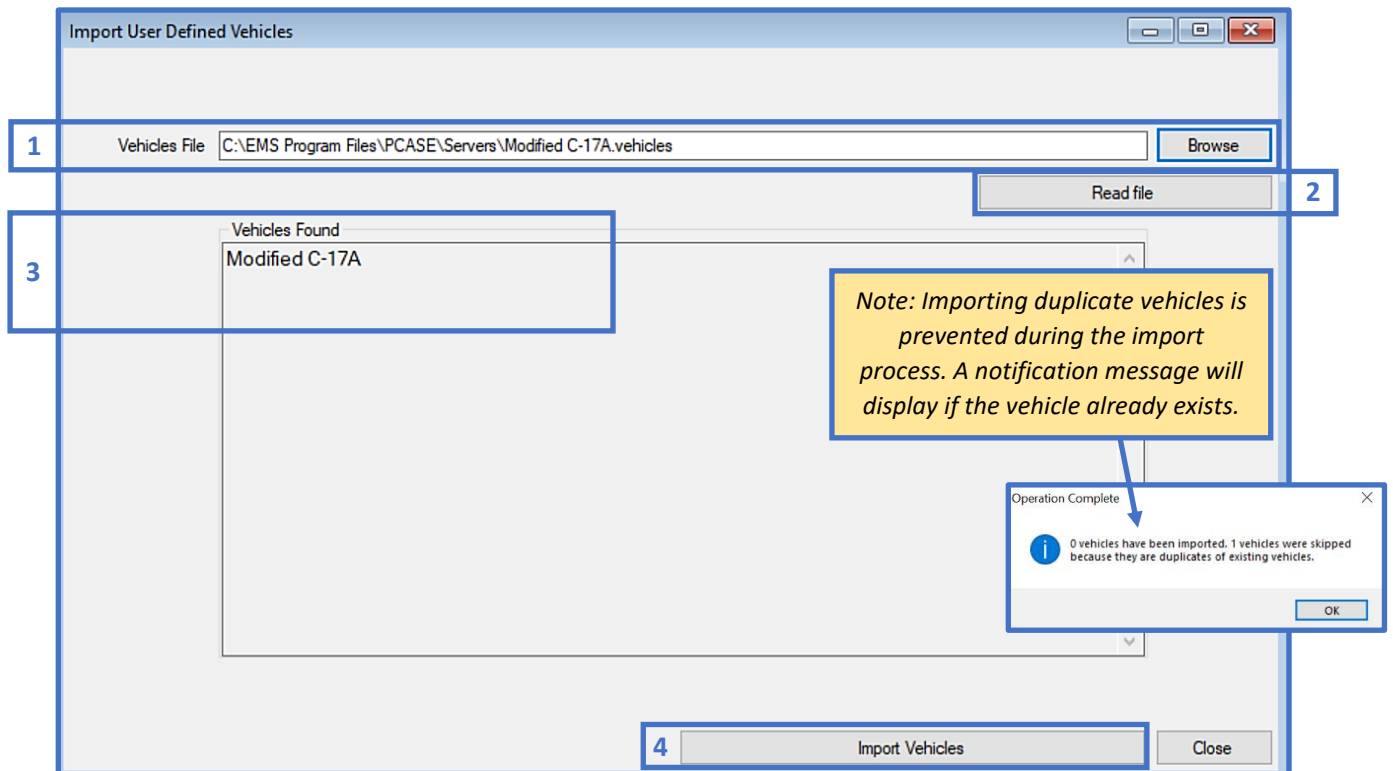 Import User Defined Vehicles
1
Vehicles File
C:\EMS Program Files\PCASE\Servers\Modified C-17A.vehicles
Browse
Read file
2
Vehicles Found
3
Modified C-17A
Note: Importing duplicate vehicles is
prevented during the import
process. A notification message will
display if the vehicle already exists.
Operation Complete
0 vehicles have been imported. 1 vehicles were skipped
because they are duplicates of existing vehicles.
OK
4
Import Vehicles
Close